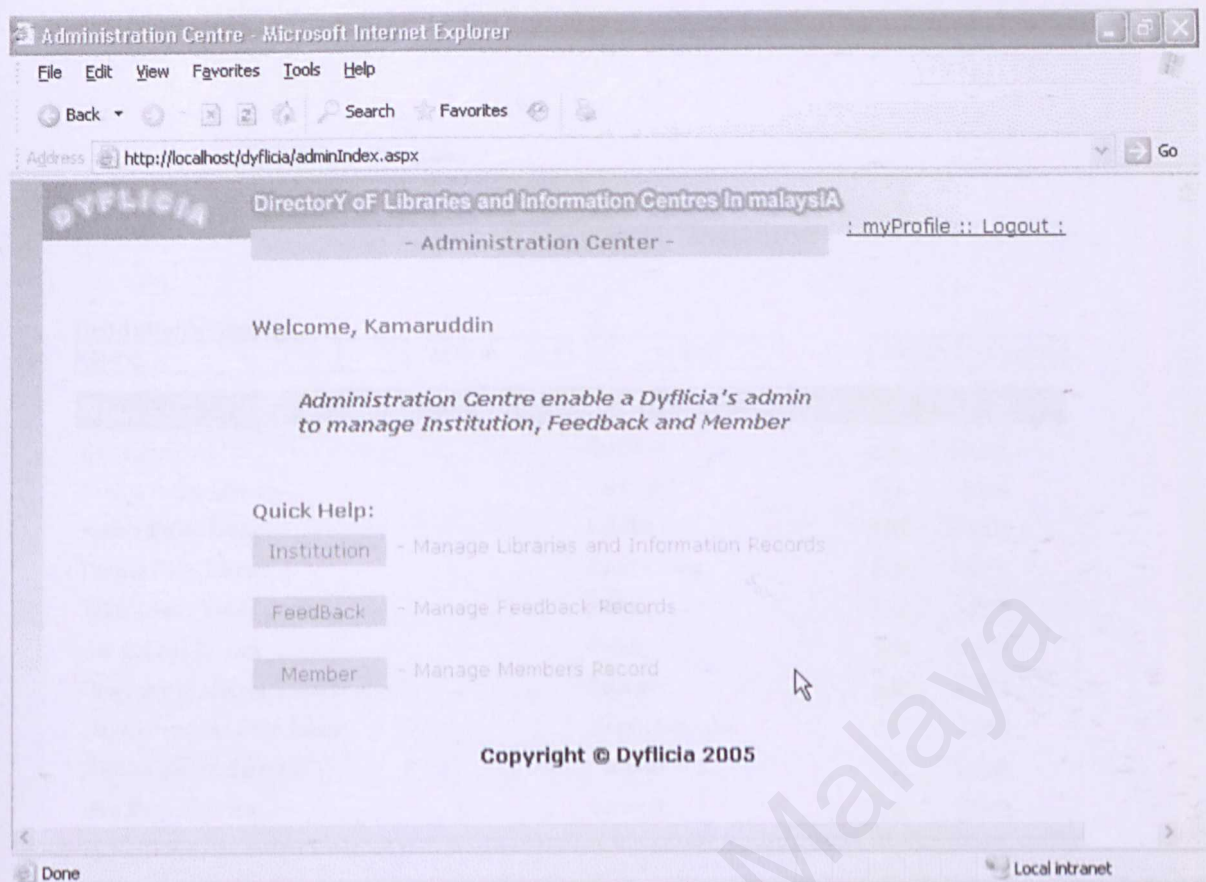 Administration Centre - Microsoft Internet Explorer
File Edit View Favorites Tools Help
Back Search Favorites
Address http://localhost/dyflicia/adminIndex.aspx Go
DYFLICIA
DirectorY oF Libraries and Information Centres in malaysIA
- Administration Center -
: myProfile :: Logout :
Welcome, Kamaruddin
Administration Centre enable a Dyflicia's admin
to manage Institution, Feedback and Member
Quick Help:
Institution - Manage Libraries and Information Records
FeedBack - Manage Feedback Records
Member - Manage Members Record
Copyright © Dyflicia 2005
Malaya
Done Local intranet